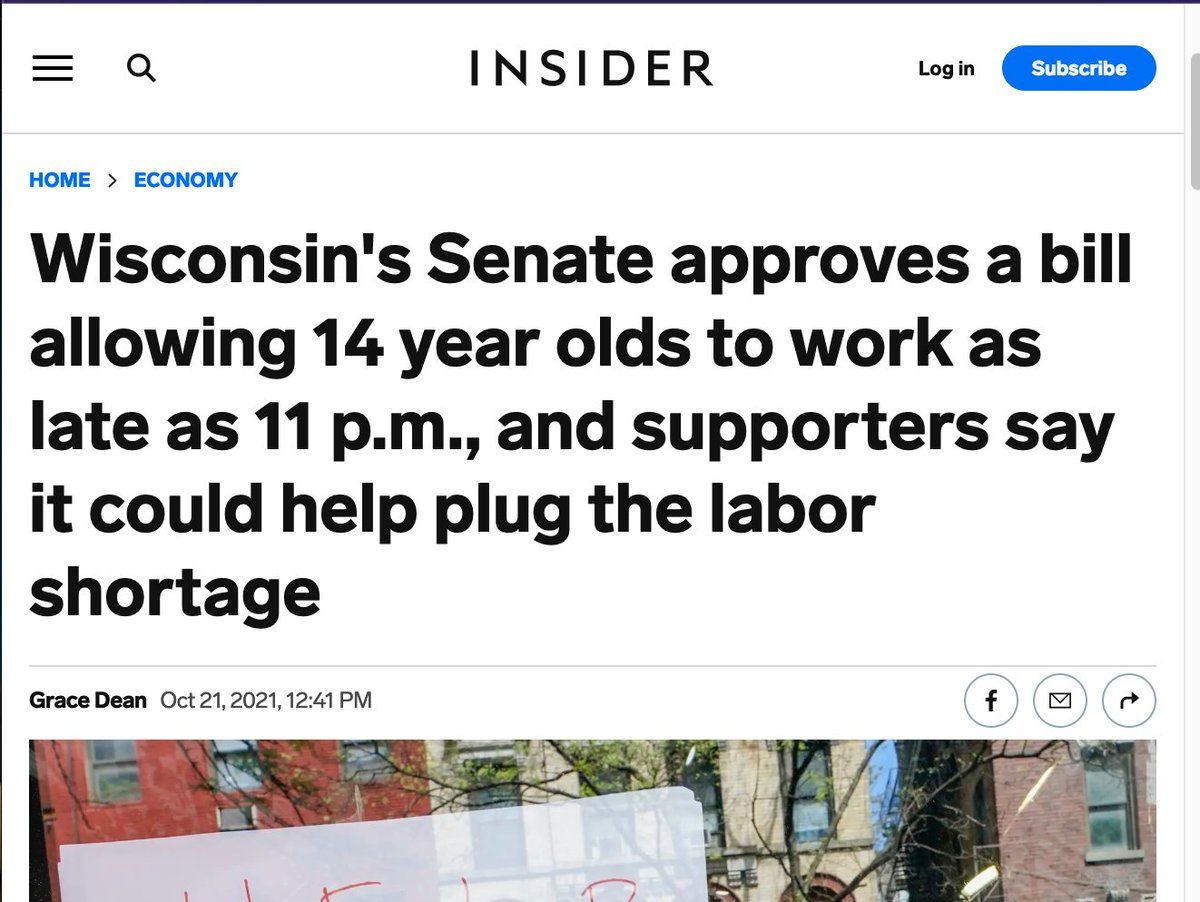 INSIDER
Log in
Subscribe
HOME > ECONOMY
Wisconsin's Senate approves a bill
allowing 14 year olds to work as
late as 11 p.m., and supporters say
it could help plug the labor
shortage
Grace Dean Oct 21, 2021, 12:41 PM